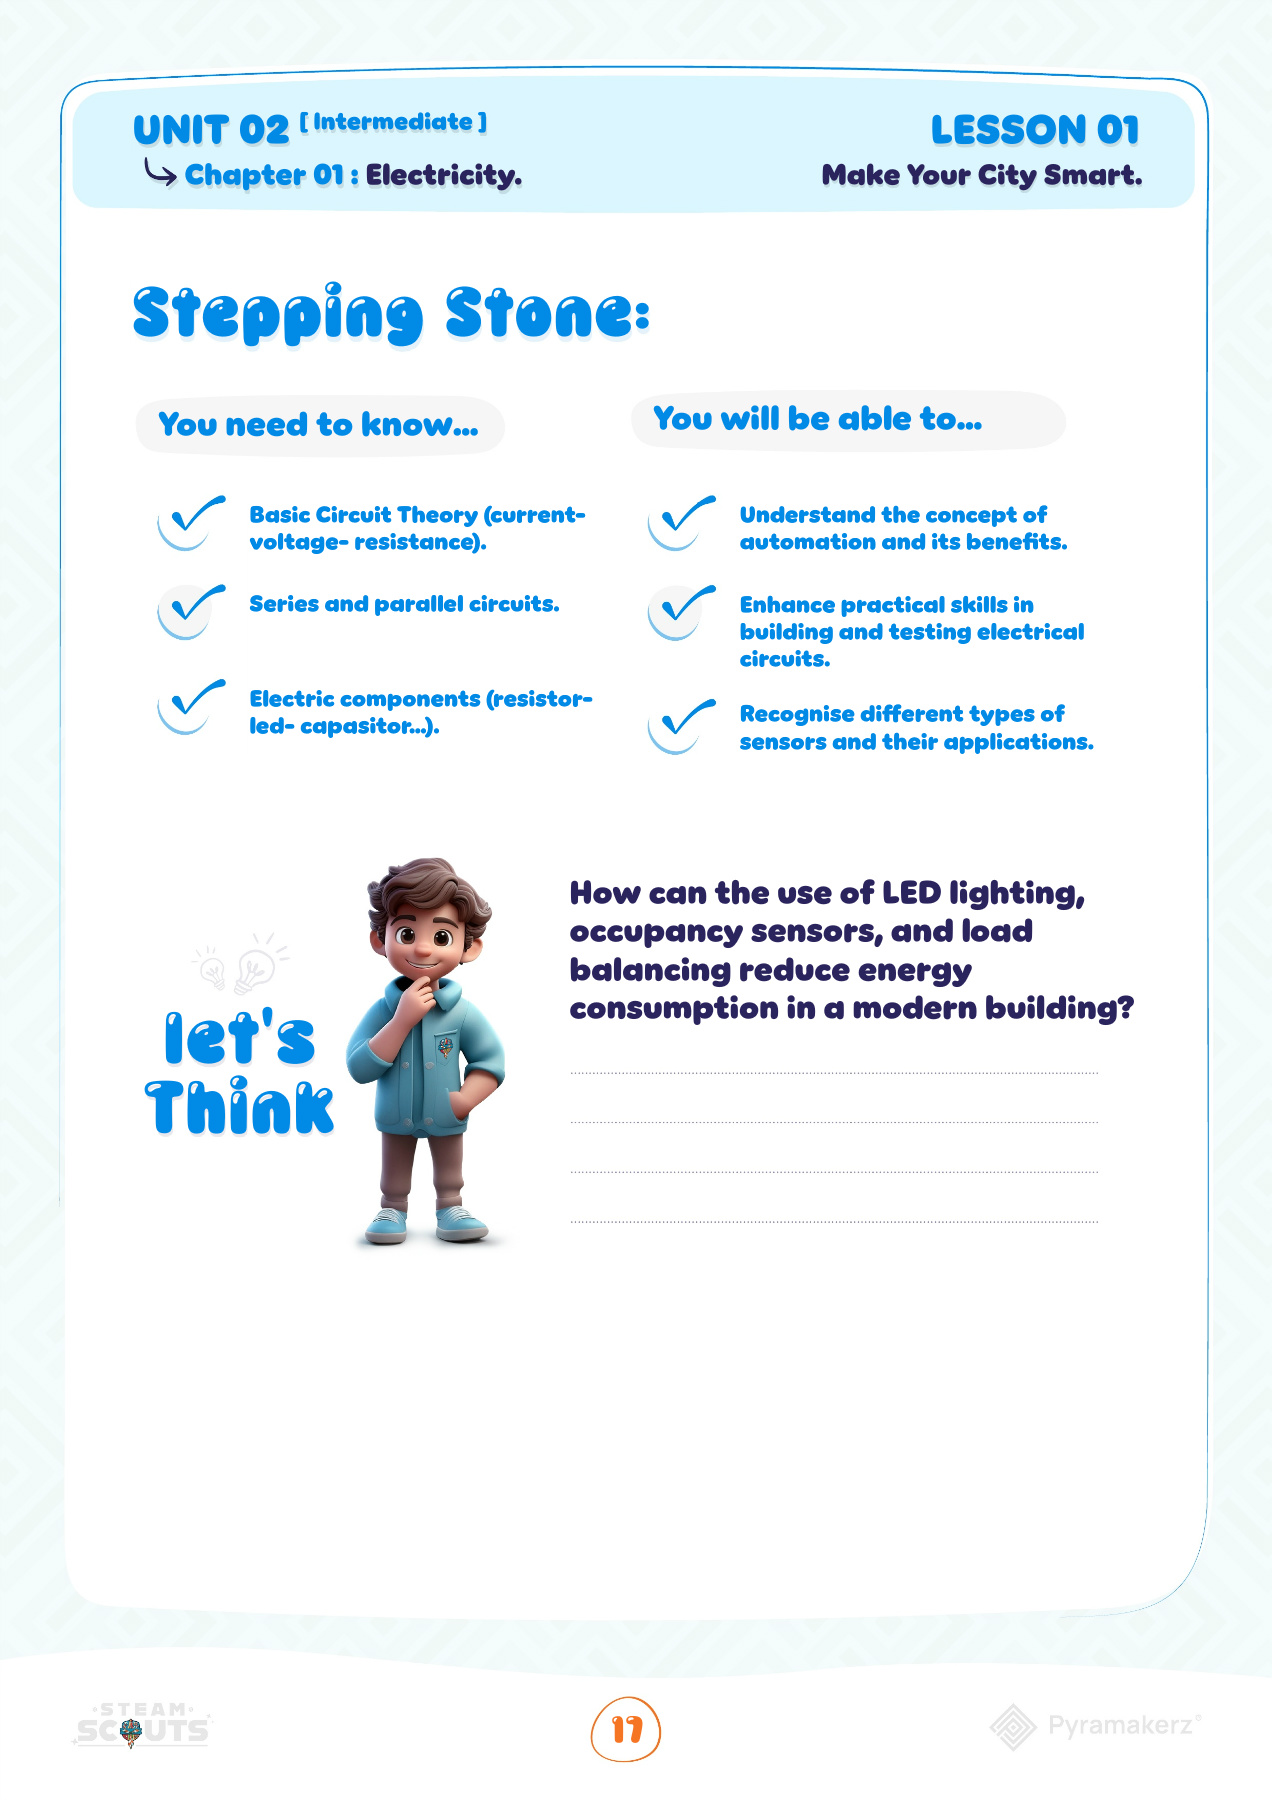 UNIT 02 [ Intermediate ]
Chapter 01 : Electricity.
LESSON 01
Make Your City Smart.
Stepping Stone:
You need to know...
Basic Circuit Theory (current-
voltage- resistance).
Series and parallel circuits.
Electric components (resistor-
led- capasitor...).
You will be able to...
Understand the concept of
automation and its benefits.
Enhance practical skills in
building and testing electrical
circuits.
Recognise different types of
sensors and their applications.
let's
Think
How can the use of LED lighting,
occupancy sensors, and load
balancing reduce energy
consumption in a modern building?
STEAM
SCOUTS
17
Pyramakerz